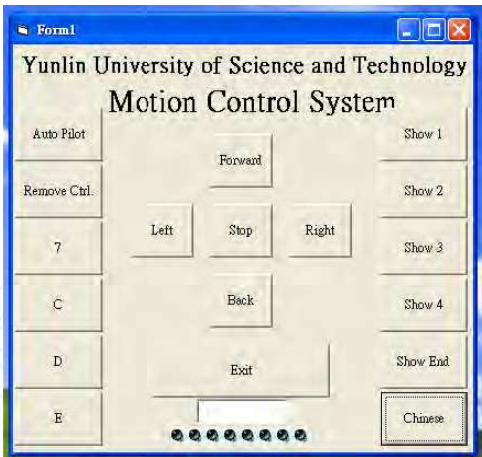 Form1
Yunlin University of Science and Technology
Motion Control System
Auto Pilot
Show 1
Forward
Remove Ctrl.
Show 2
Left
Stop
Right
7
Show 3
C
Back
Show 4
D
Exit
Show End
E
Chinese